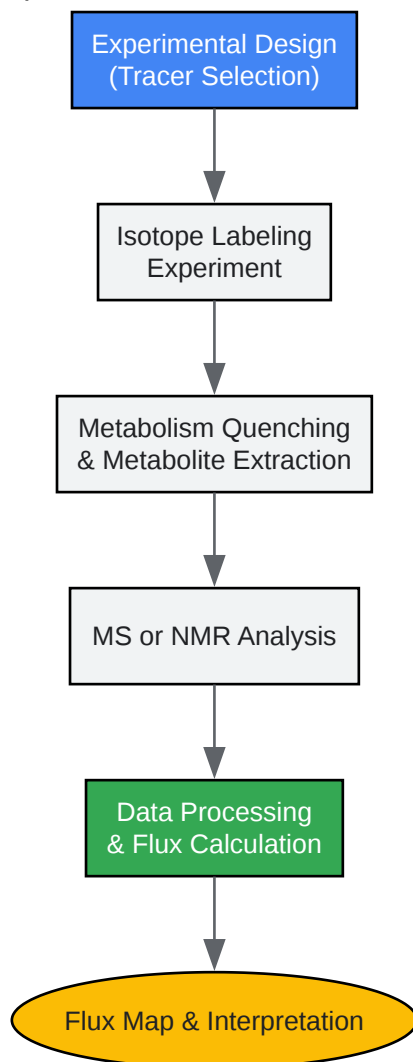 Experimental Design
(Tracer Selection)
Isotope Labeling
Experiment
Metabolism Quenching
& Metabolite Extraction
MS or NMR Analysis
Data Processing
& Flux Calculation
Flux Map & Interpretation